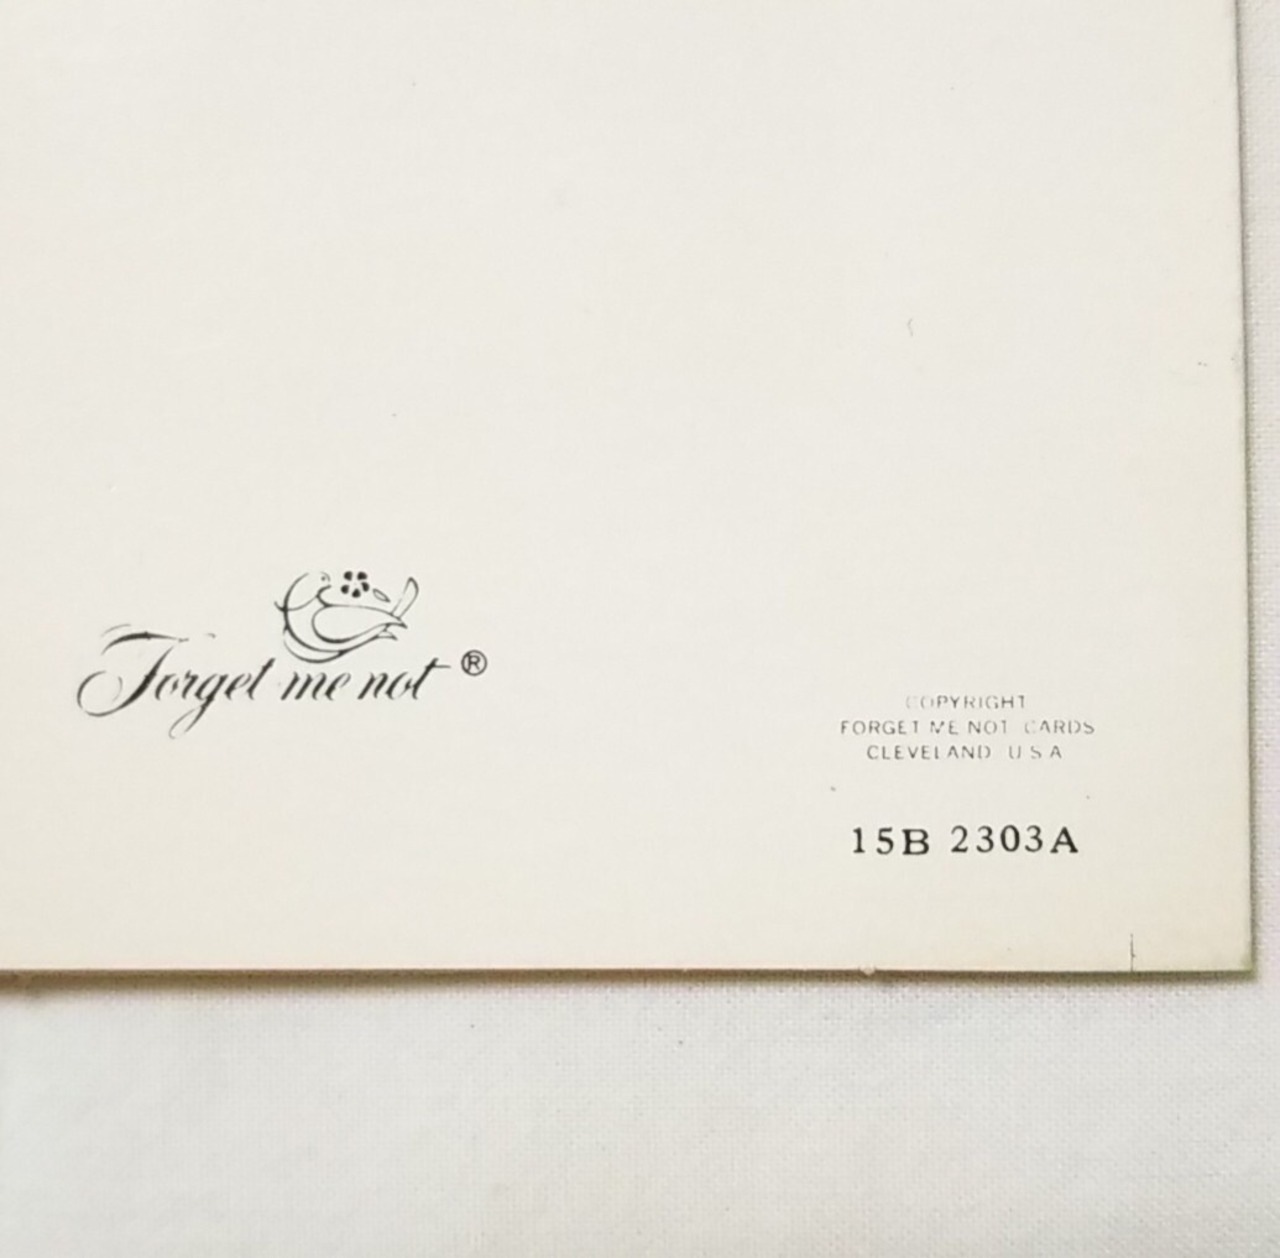 Forget me not ®
COPYRIGHT
FORGET ME NOT CARDS
CLEVELAND U S A
15B 2303A